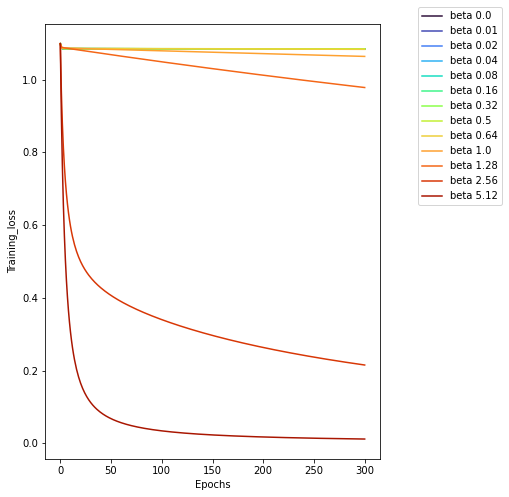 beta 0.0
beta 0.01
beta 0.02
beta 0.04
beta 0.08
beta 0.16
beta 0.32
beta 0.5
beta 0.64
beta 1.0
beta 1.28
beta 2.56
beta 5.12
1.0
0.8
0.6
0.4
0.2
0.0
Training_loss
0 50 100 150 200 250 300
Epochs